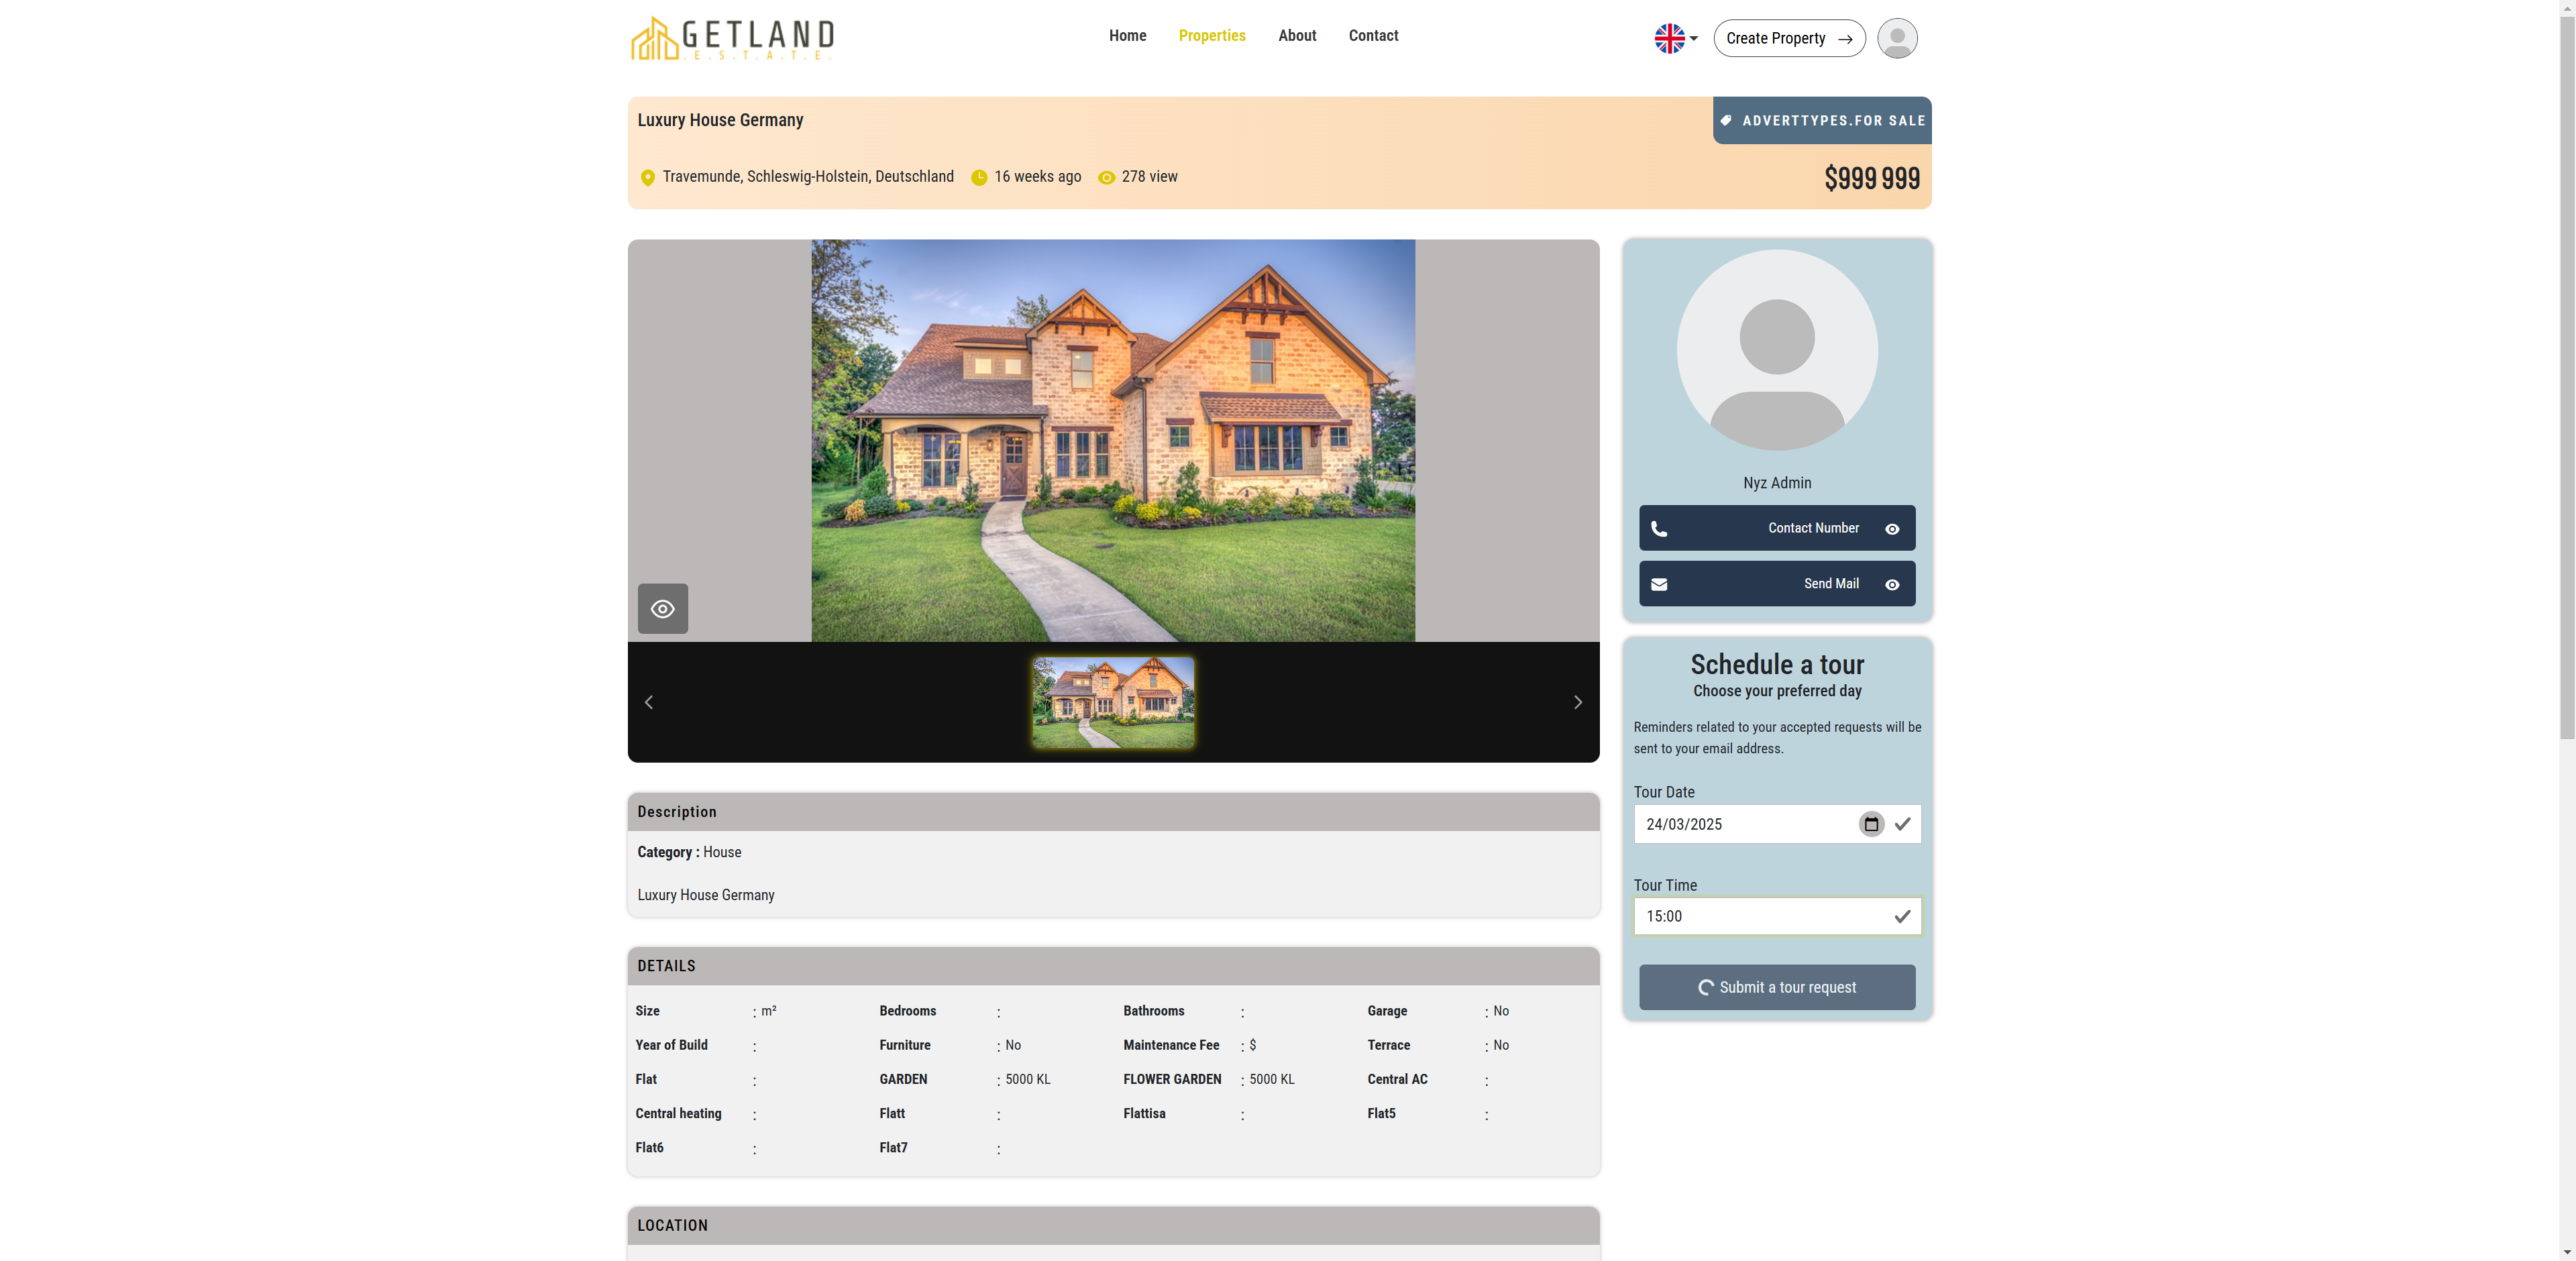 GETLAND
.E.S.T.A.T.E.
Home Properties About Contact
Create Property
Luxury House Germany
ADVERTTYPES.FOR SALE
Travemunde, Schleswig-Holstein, Deutschland 16 weeks ago 278 view
$999 999
Nyz Admin
Contact Number
Send Mail
Schedule a tour
Choose your preferred day
Reminders related to your accepted requests will be
sent to your email address.
Tour Date
24/03/2025
Tour Time
15:00
Submit a tour request
Description
Category : House
Luxury House Germany
DETAILS
Size : m² Bedrooms : Bathrooms : Garage : No
Year of Build : Furniture : No Maintenance Fee : $ Terrace : No
Flat : GARDEN : 5000 KL FLOWER GARDEN : 5000 KL Central AC :
Central heating : Flatt : Flattisa : Flat5 :
Flat6 : Flat7 :
LOCATION